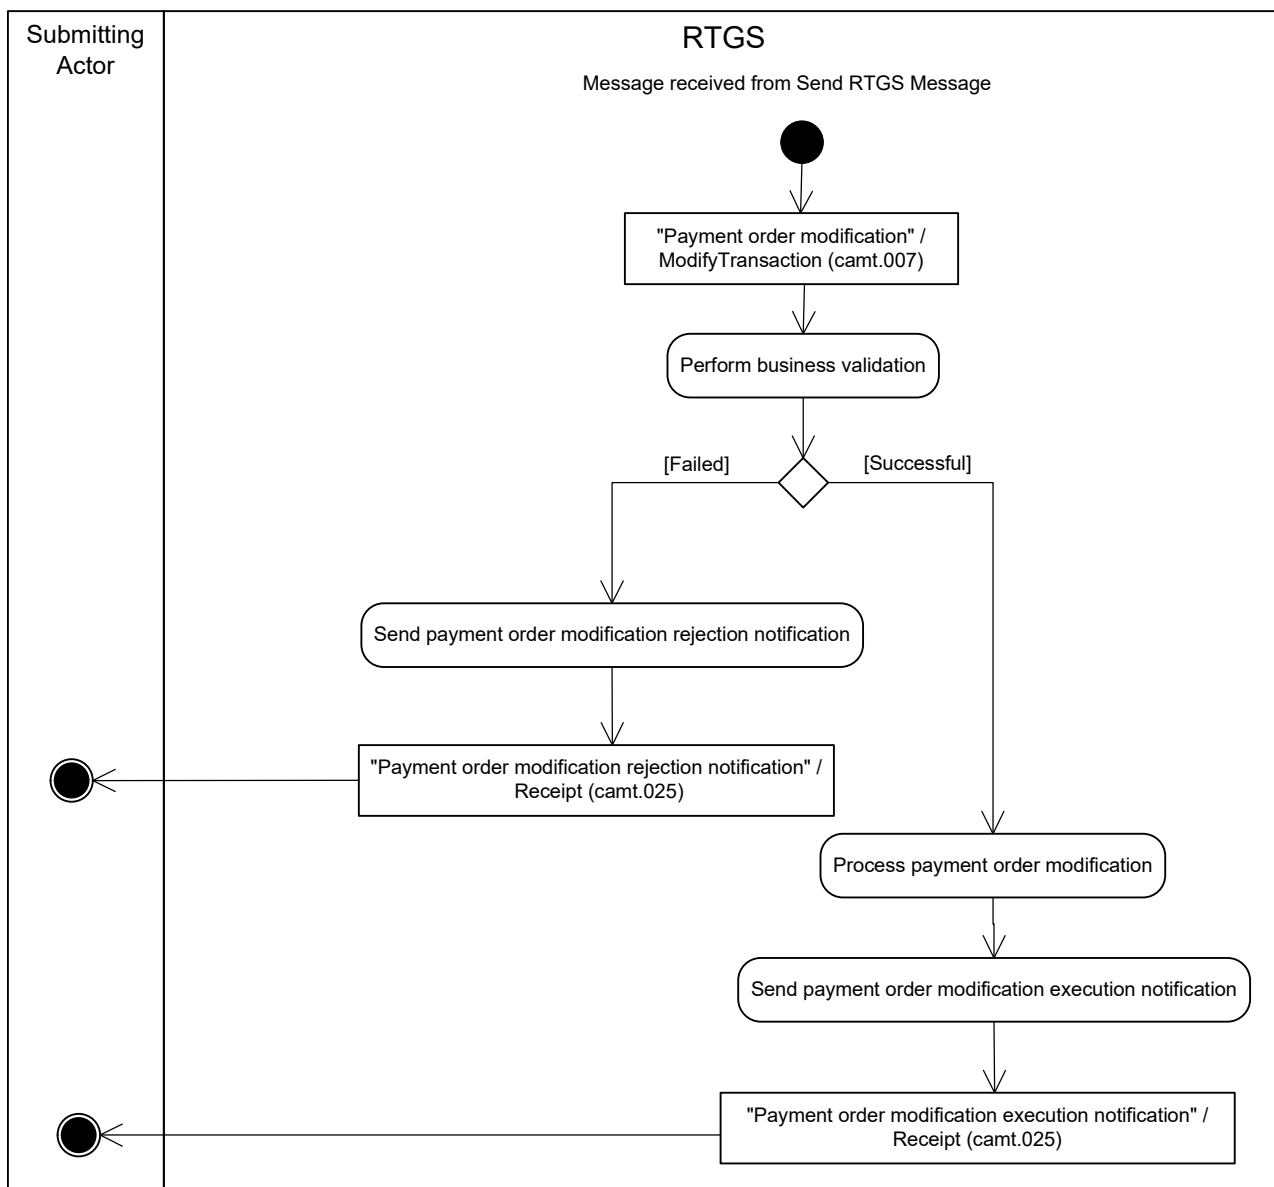 Submitting
Actor
RTGS
Message received from Send RTGS Message
"Payment order modification" /
ModifyTransaction (camt.007)
Perform business validation
[Failed]
[Successful]
Send payment order modification rejection notification
"Payment order modification rejection notification" /
Receipt (camt.025)
Process payment order modification
Send payment order modification execution notification
"Payment order modification execution notification" /
Receipt (camt.025)